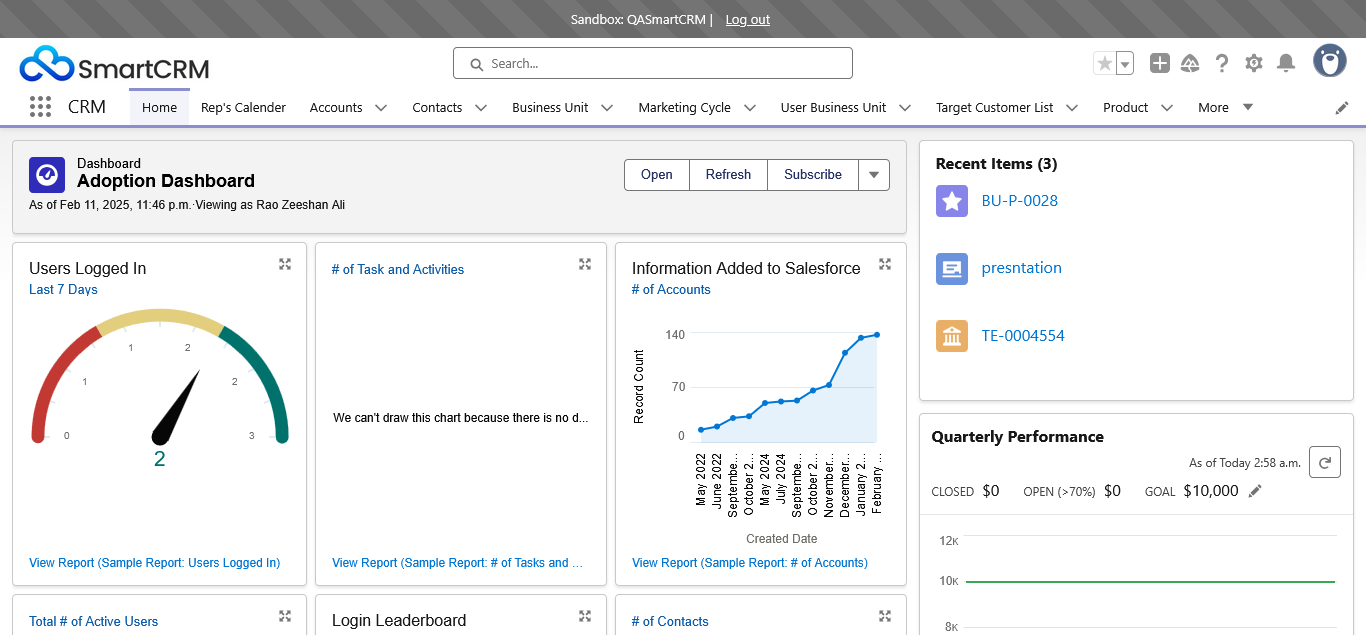 Sandbox: QASmartCRM | Log out
SmartCRM
Search...
CRM Home Rep's Calender Accounts Contacts Business Unit Marketing Cycle User Business Unit Target Customer List Product More
Dashboard
Adoption Dashboard
As of Feb 11, 2025, 11:46 p.m.·Viewing as Rao Zeeshan Ali
Open Refresh Subscribe
Users Logged In
Last 7 Days
0
1
1
2
2
3
2
View Report (Sample Report: Users Logged In)
# of Task and Activities
We can't draw this chart because there is no d...
View Report (Sample Report: # of Tasks and ...
Information Added to Salesforce
# of Accounts
Record Count
140
70
0
May 2022
June 2022
Septembe...
October 2...
May 2024
July 2024
Septembe...
October 2...
November...
December...
January 2...
February ...
Created Date
View Report (Sample Report: # of Accounts)
Total # of Active Users
Login Leaderboard
# of Contacts
Recent Items (3)
BU-P-0028
presntation
TE-0004554
Quarterly Performance
As of Today 2:58 a.m.
CLOSED $0 OPEN (>70%) $0 GOAL $10,000
12K
10K
8K